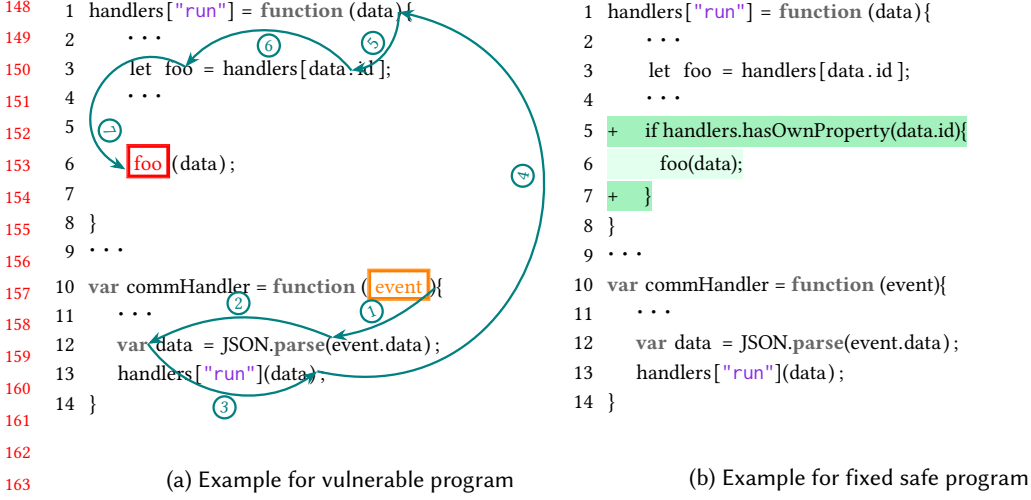 148
149
150
151
152
153
154
155
156
157
158
159
160
161
162
163
1 handlers["run"] = function (data){
2 ···
3 let foo = handlers[data.id];
4 ···
5
6 foo (data);
7
8 }
9 ···
10 var commHandler = function (event){
11 ···
12 var data = JSON.parse(event.data);
13 handlers["run"](data);
14 }
1
2
3
4
5
6
7
(a) Example for vulnerable program
1 handlers["run"] = function (data){
2 ···
3 let foo = handlers[data.id];
4 ···
5 + if handlers.hasOwnProperty(data.id){
6 foo(data);
7 + }
8 }
9 ···
10 var commHandler = function (event){
11 ···
12 var data = JSON.parse(event.data);
13 handlers["run"](data);
14 }
(b) Example for fixed safe program